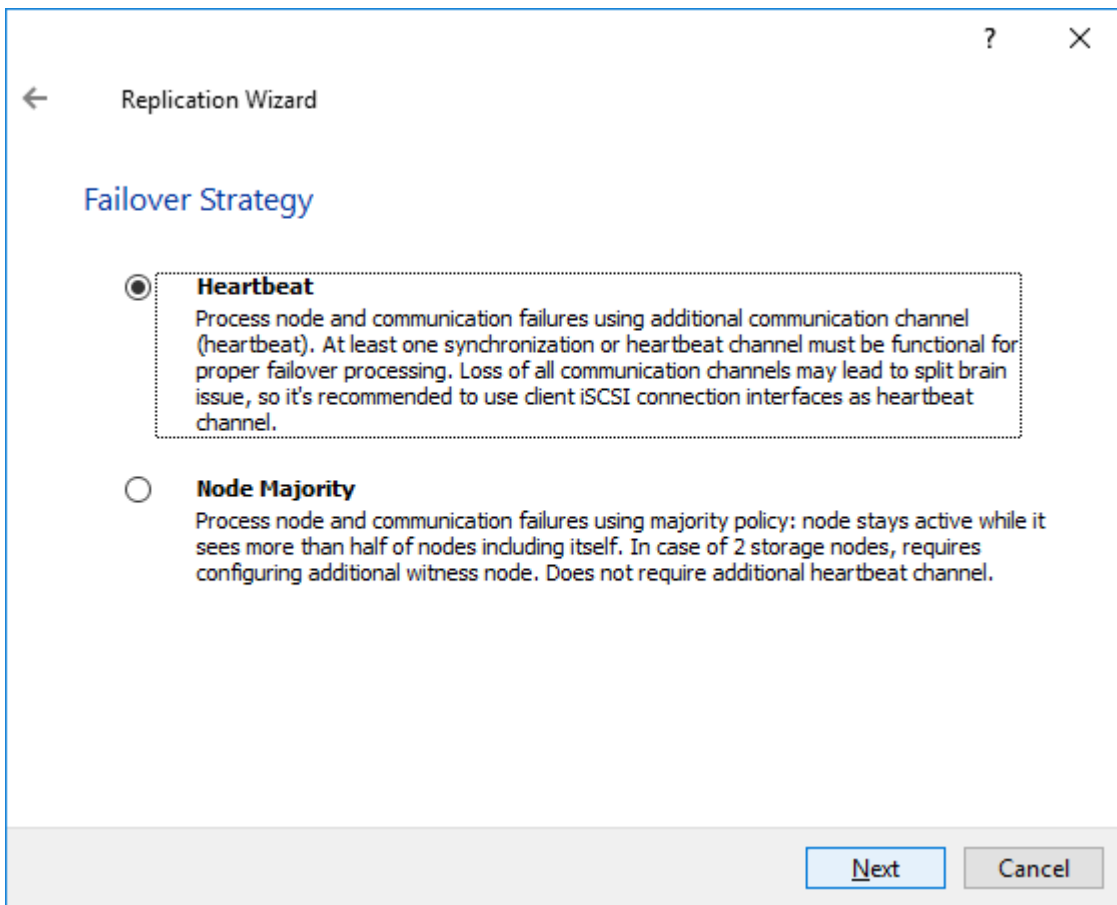 ?
Replication Wizard
Failover Strategy
Heartbeat
Process node and communication failures using additional communication channel
(heartbeat). At least one synchronization or heartbeat channel must be functional for
proper failover processing. Loss of all communication channels may lead to split brain
issue, so it's recommended to use client iSCSI connection interfaces as heartbeat
channel.
Node Majority
Process node and communication failures using majority policy: node stays active while it
sees more than half of nodes including itself. In case of 2 storage nodes, requires
configuring additional witness node. Does not require additional heartbeat channel.
Next Cancel